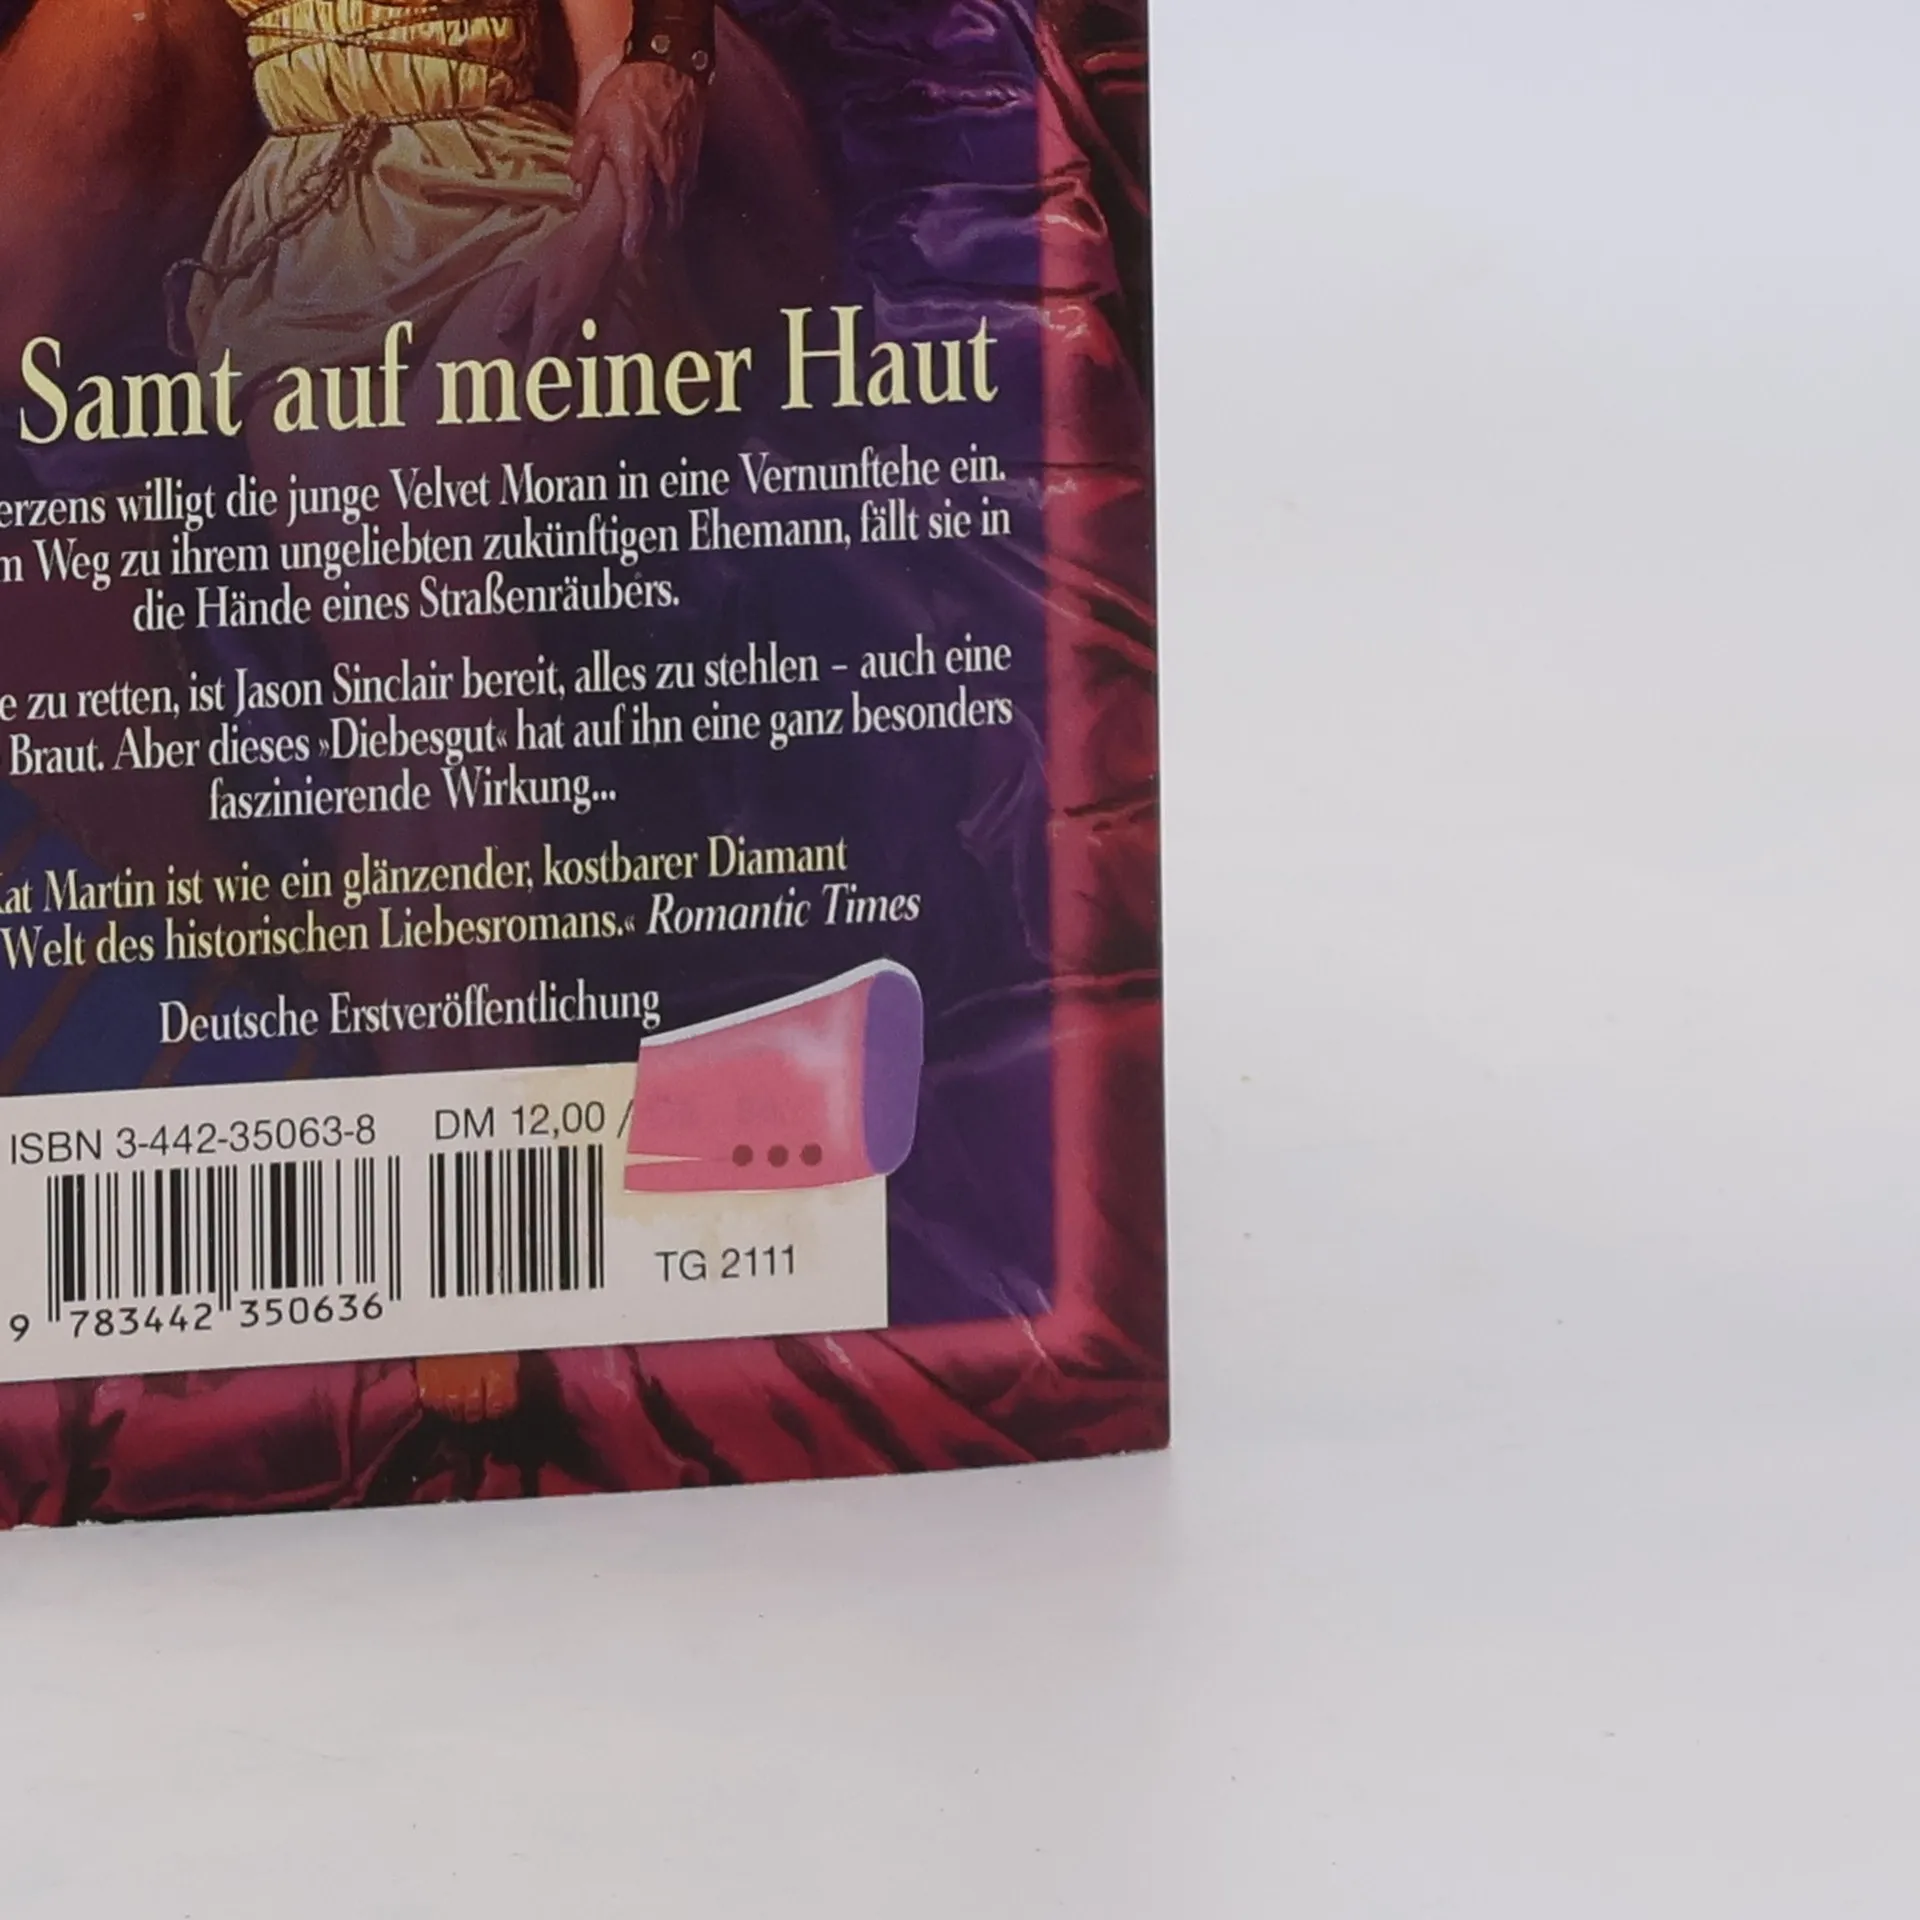 Samt auf meiner Haut
willigt die junge Velvet Moran in eine Vernunftehe ein.
Weg zu ihrem ungeliebten zukünftigen Ehemann, fällt sie in
die Hände eines Straßenräubers.
zu retten, ist Jason Sinclair bereit, alles zu stehlen – auch eine
Braut. Aber dieses »Diebesgut« hat auf ihn eine ganz besonders
faszinierende Wirkung...
Martin ist wie ein glänzender, kostbarer Diamant
Welt des historischen Liebesromans.« Romantic Times
Deutsche Erstveröffentlichung
ISBN 3-442-35063-8 DM 12,00 /
TG 2111
9 783442 350636